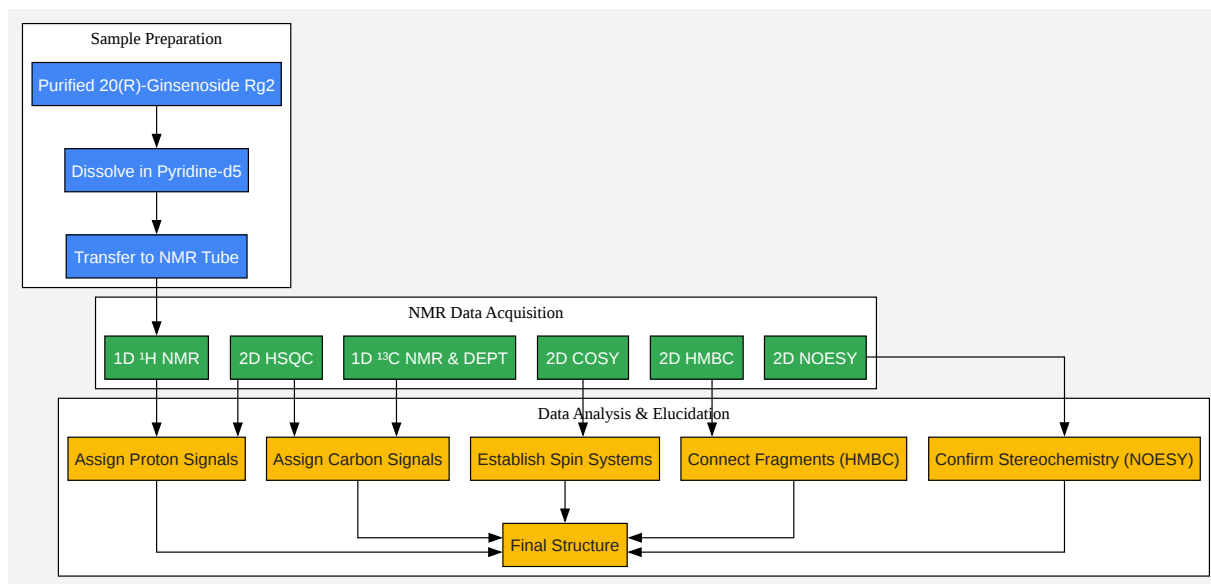 Sample Preparation
Purified 20(R)-Ginsenoside Rg2
Dissolve in Pyridine-d5
Transfer to NMR Tube
NMR Data Acquisition
1D ¹H NMR
2D HSQC
1D ¹³C NMR & DEPT
2D COSY
2D HMBC
2D NOESY
Data Analysis & Elucidation
Assign Proton Signals
Assign Carbon Signals
Establish Spin Systems
Connect Fragments (HMBC)
Confirm Stereochemistry (NOESY)
Final Structure